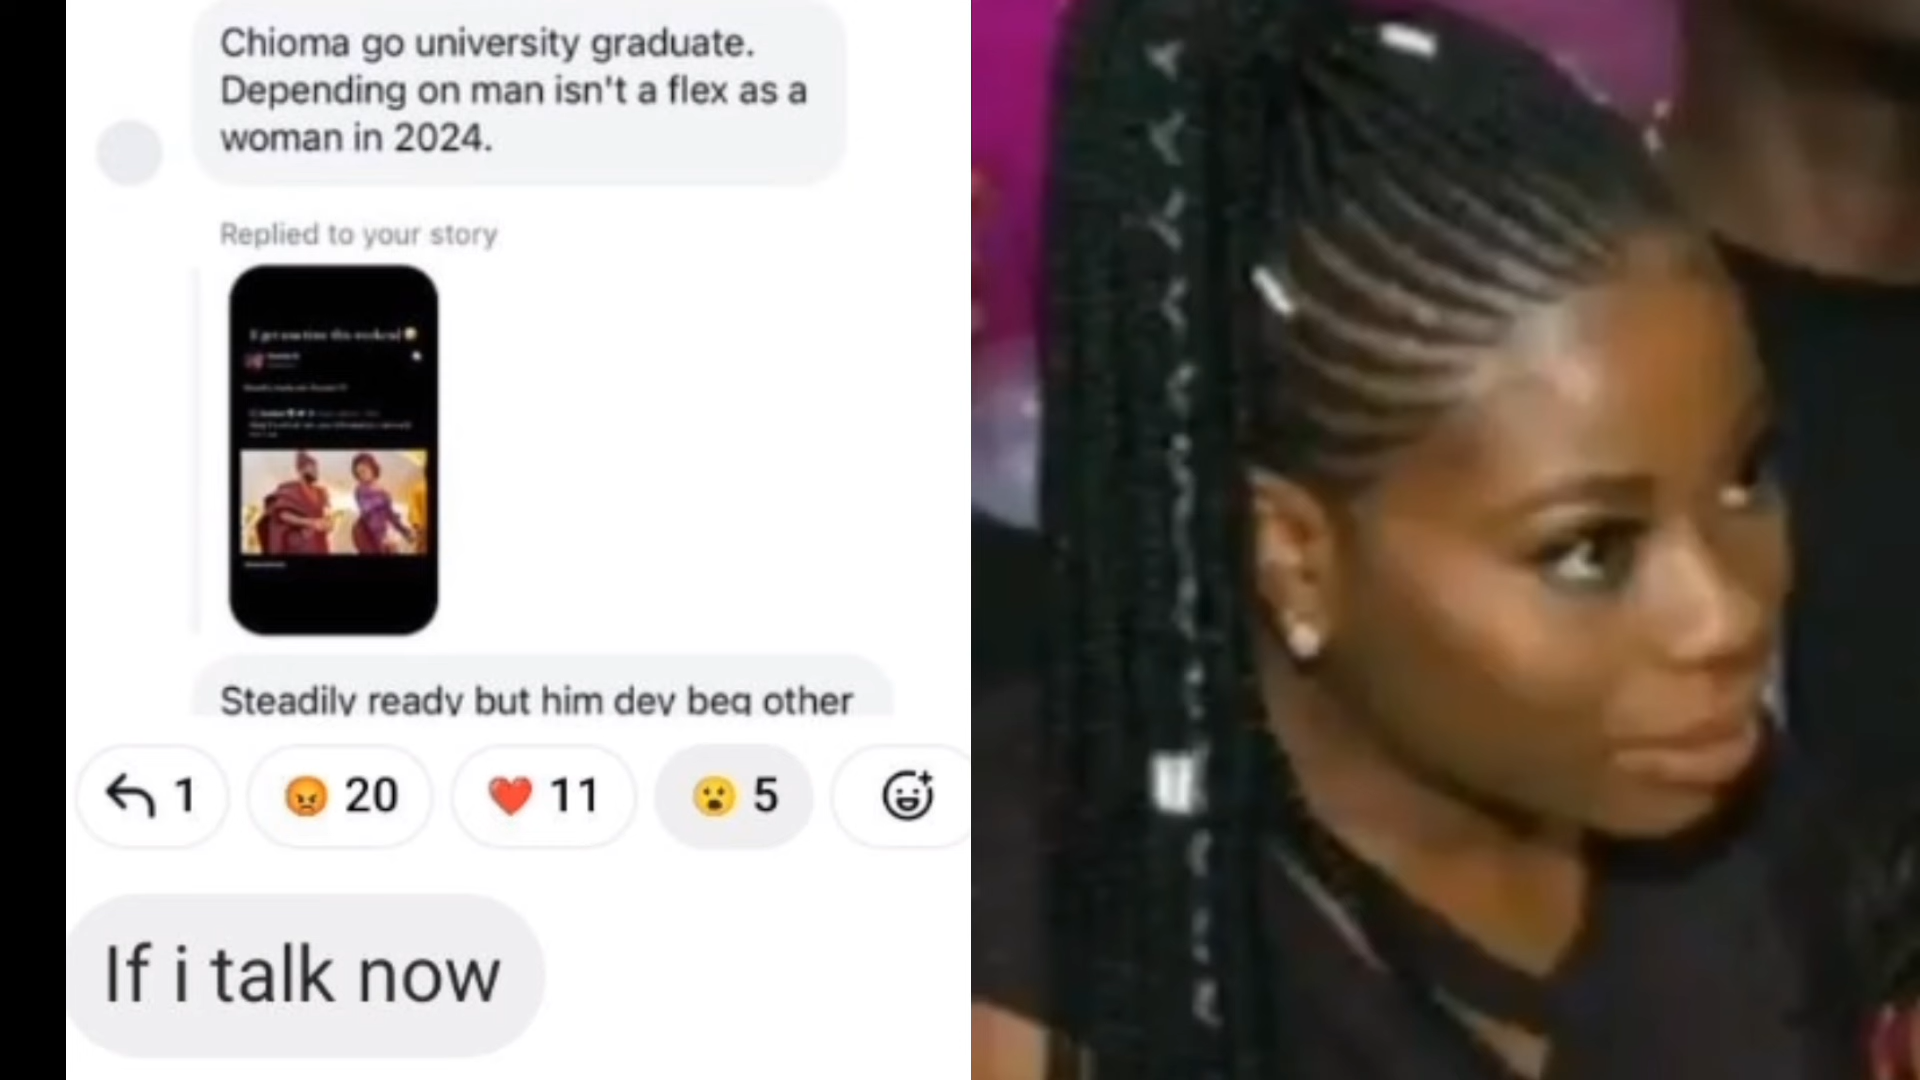 Chioma go university graduate.
Depending on man isn't a flex as a
woman in 2024.
Replied to your story
Steadily ready but him dey beg other
1
20
11
5
If i talk now